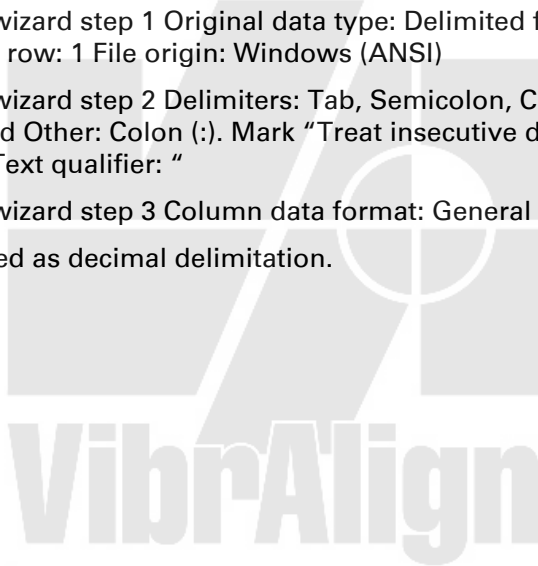 wizard step 1 Original data type: Delimited f
row: 1 File origin: Windows (ANSI)
wizard step 2 Delimiters: Tab, Semicolon, C
d Other: Colon (:). Mark “Treat insecutive d
Text qualifier: “
wizard step 3 Column data format: General
ed as decimal delimitation.
VibrAlign